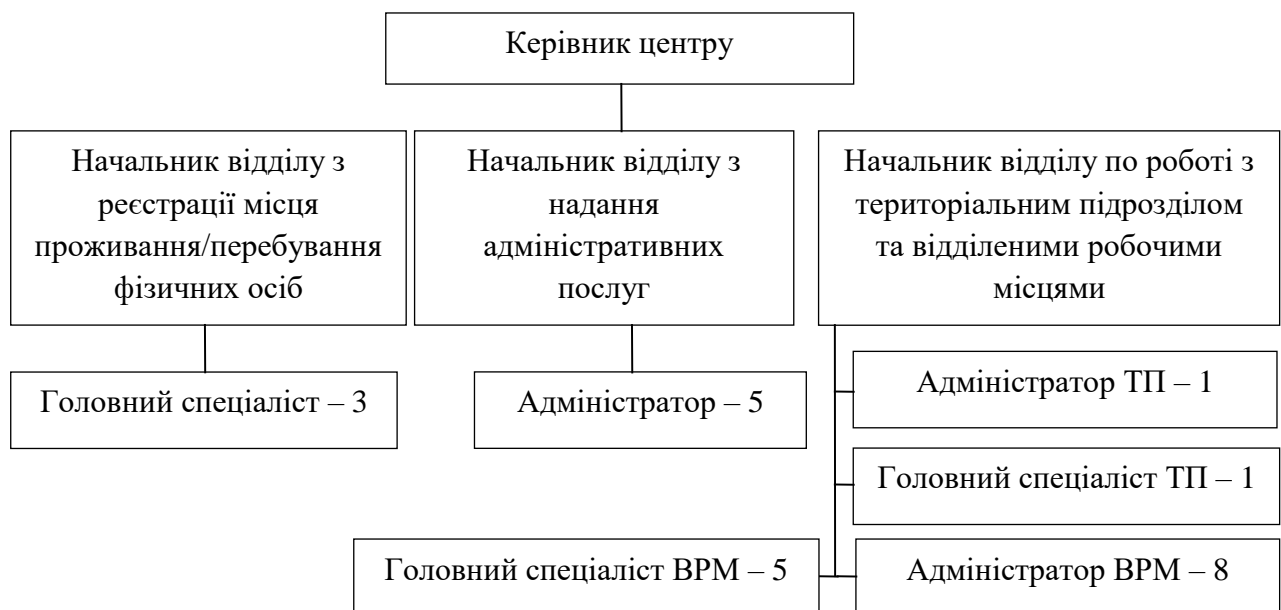 Керівник центру
Начальник відділу з
реєстрації місця
проживання/перебування
фізичних осіб
Начальник відділу з
надання
адміністративних
послуг
Начальник відділу по роботі з
територіальним підрозділом
та відділеними робочими
місцями
Головний спеціаліст – 3
Адміністратор – 5
Адміністратор ТП – 1
Головний спеціаліст ТП – 1
Головний спеціаліст ВРМ – 5
Адміністратор ВРМ – 8